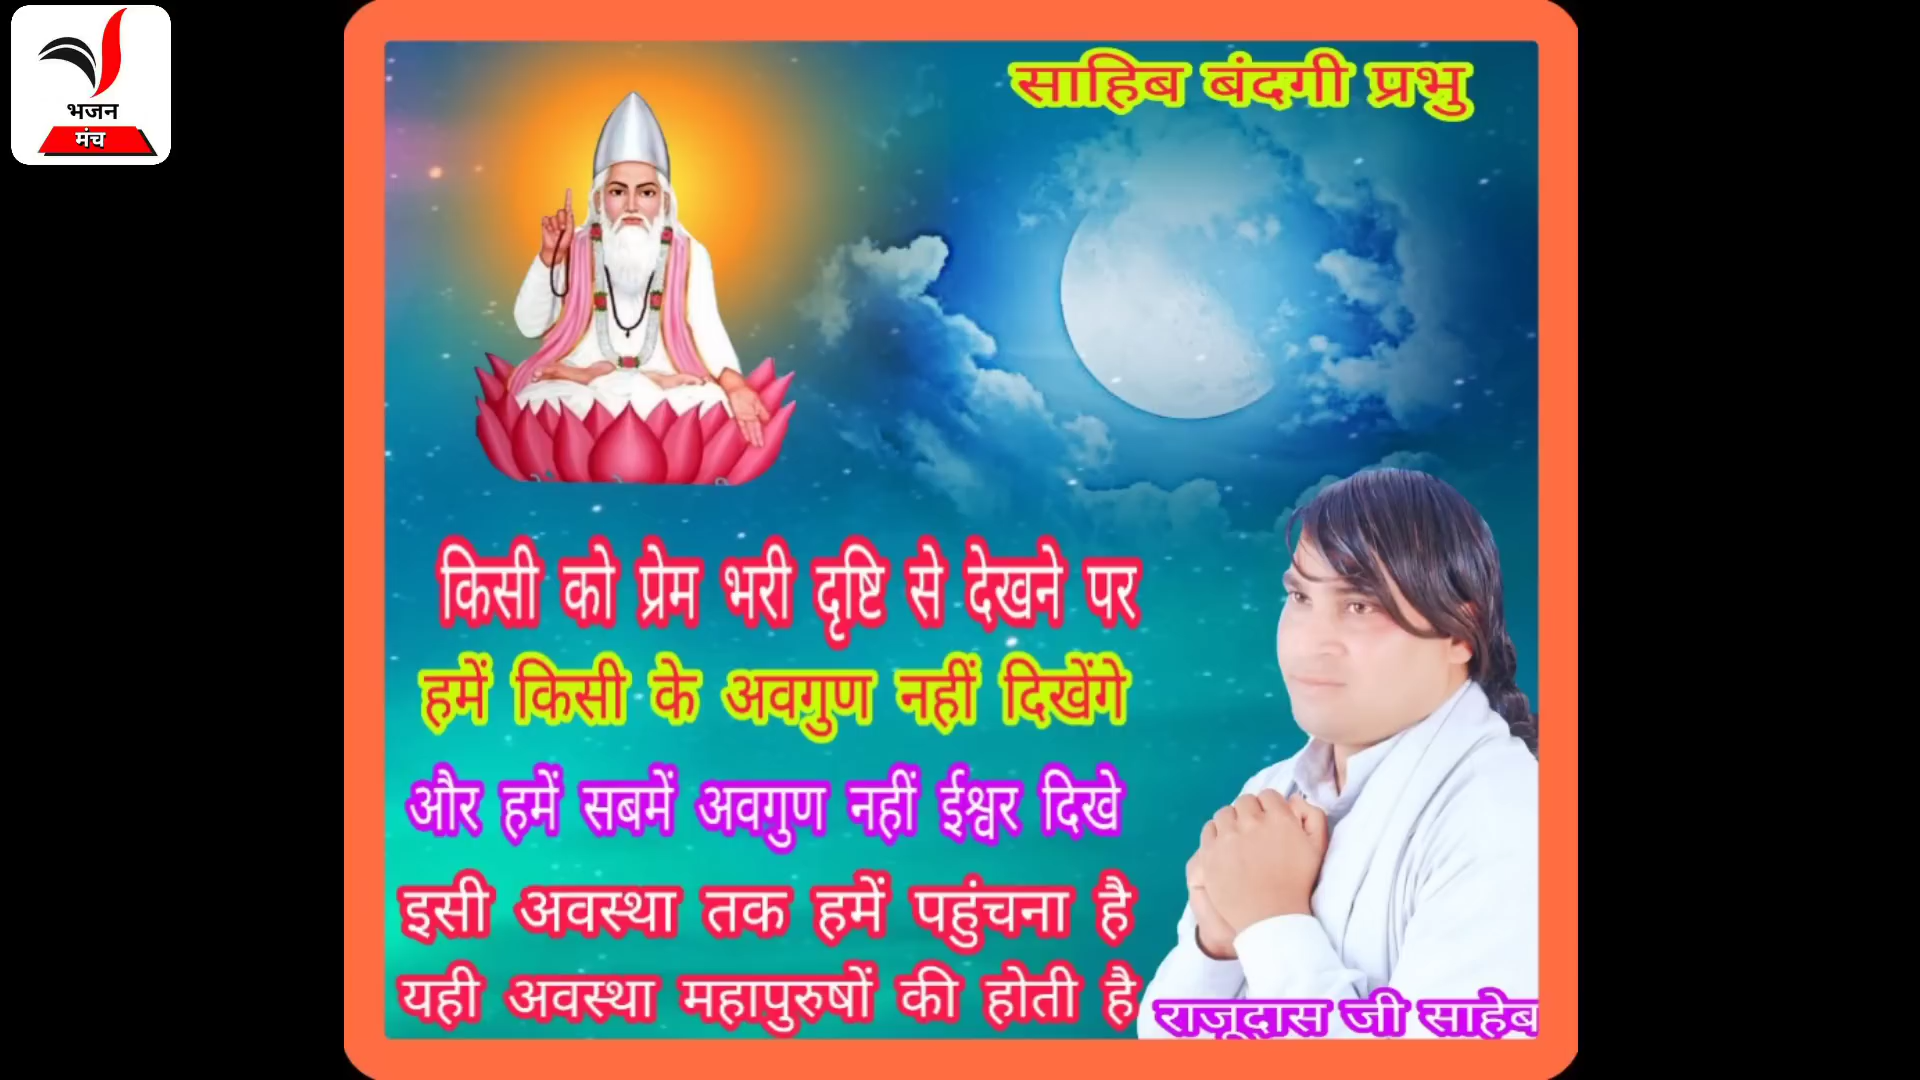 भजन
मंच
साहिब बंदगी प्रभु
किसी को प्रेम भरी दृष्टि से देखने पर
हमें किसी के अवगुण नहीं दिखेंगे
और हमें सबमें अवगुण नहीं ईश्वर दिखे
इसी अवस्था तक हमें पहुंचना है
यही अवस्था महापुरुषों की होती है
राजूदास जी साहेब